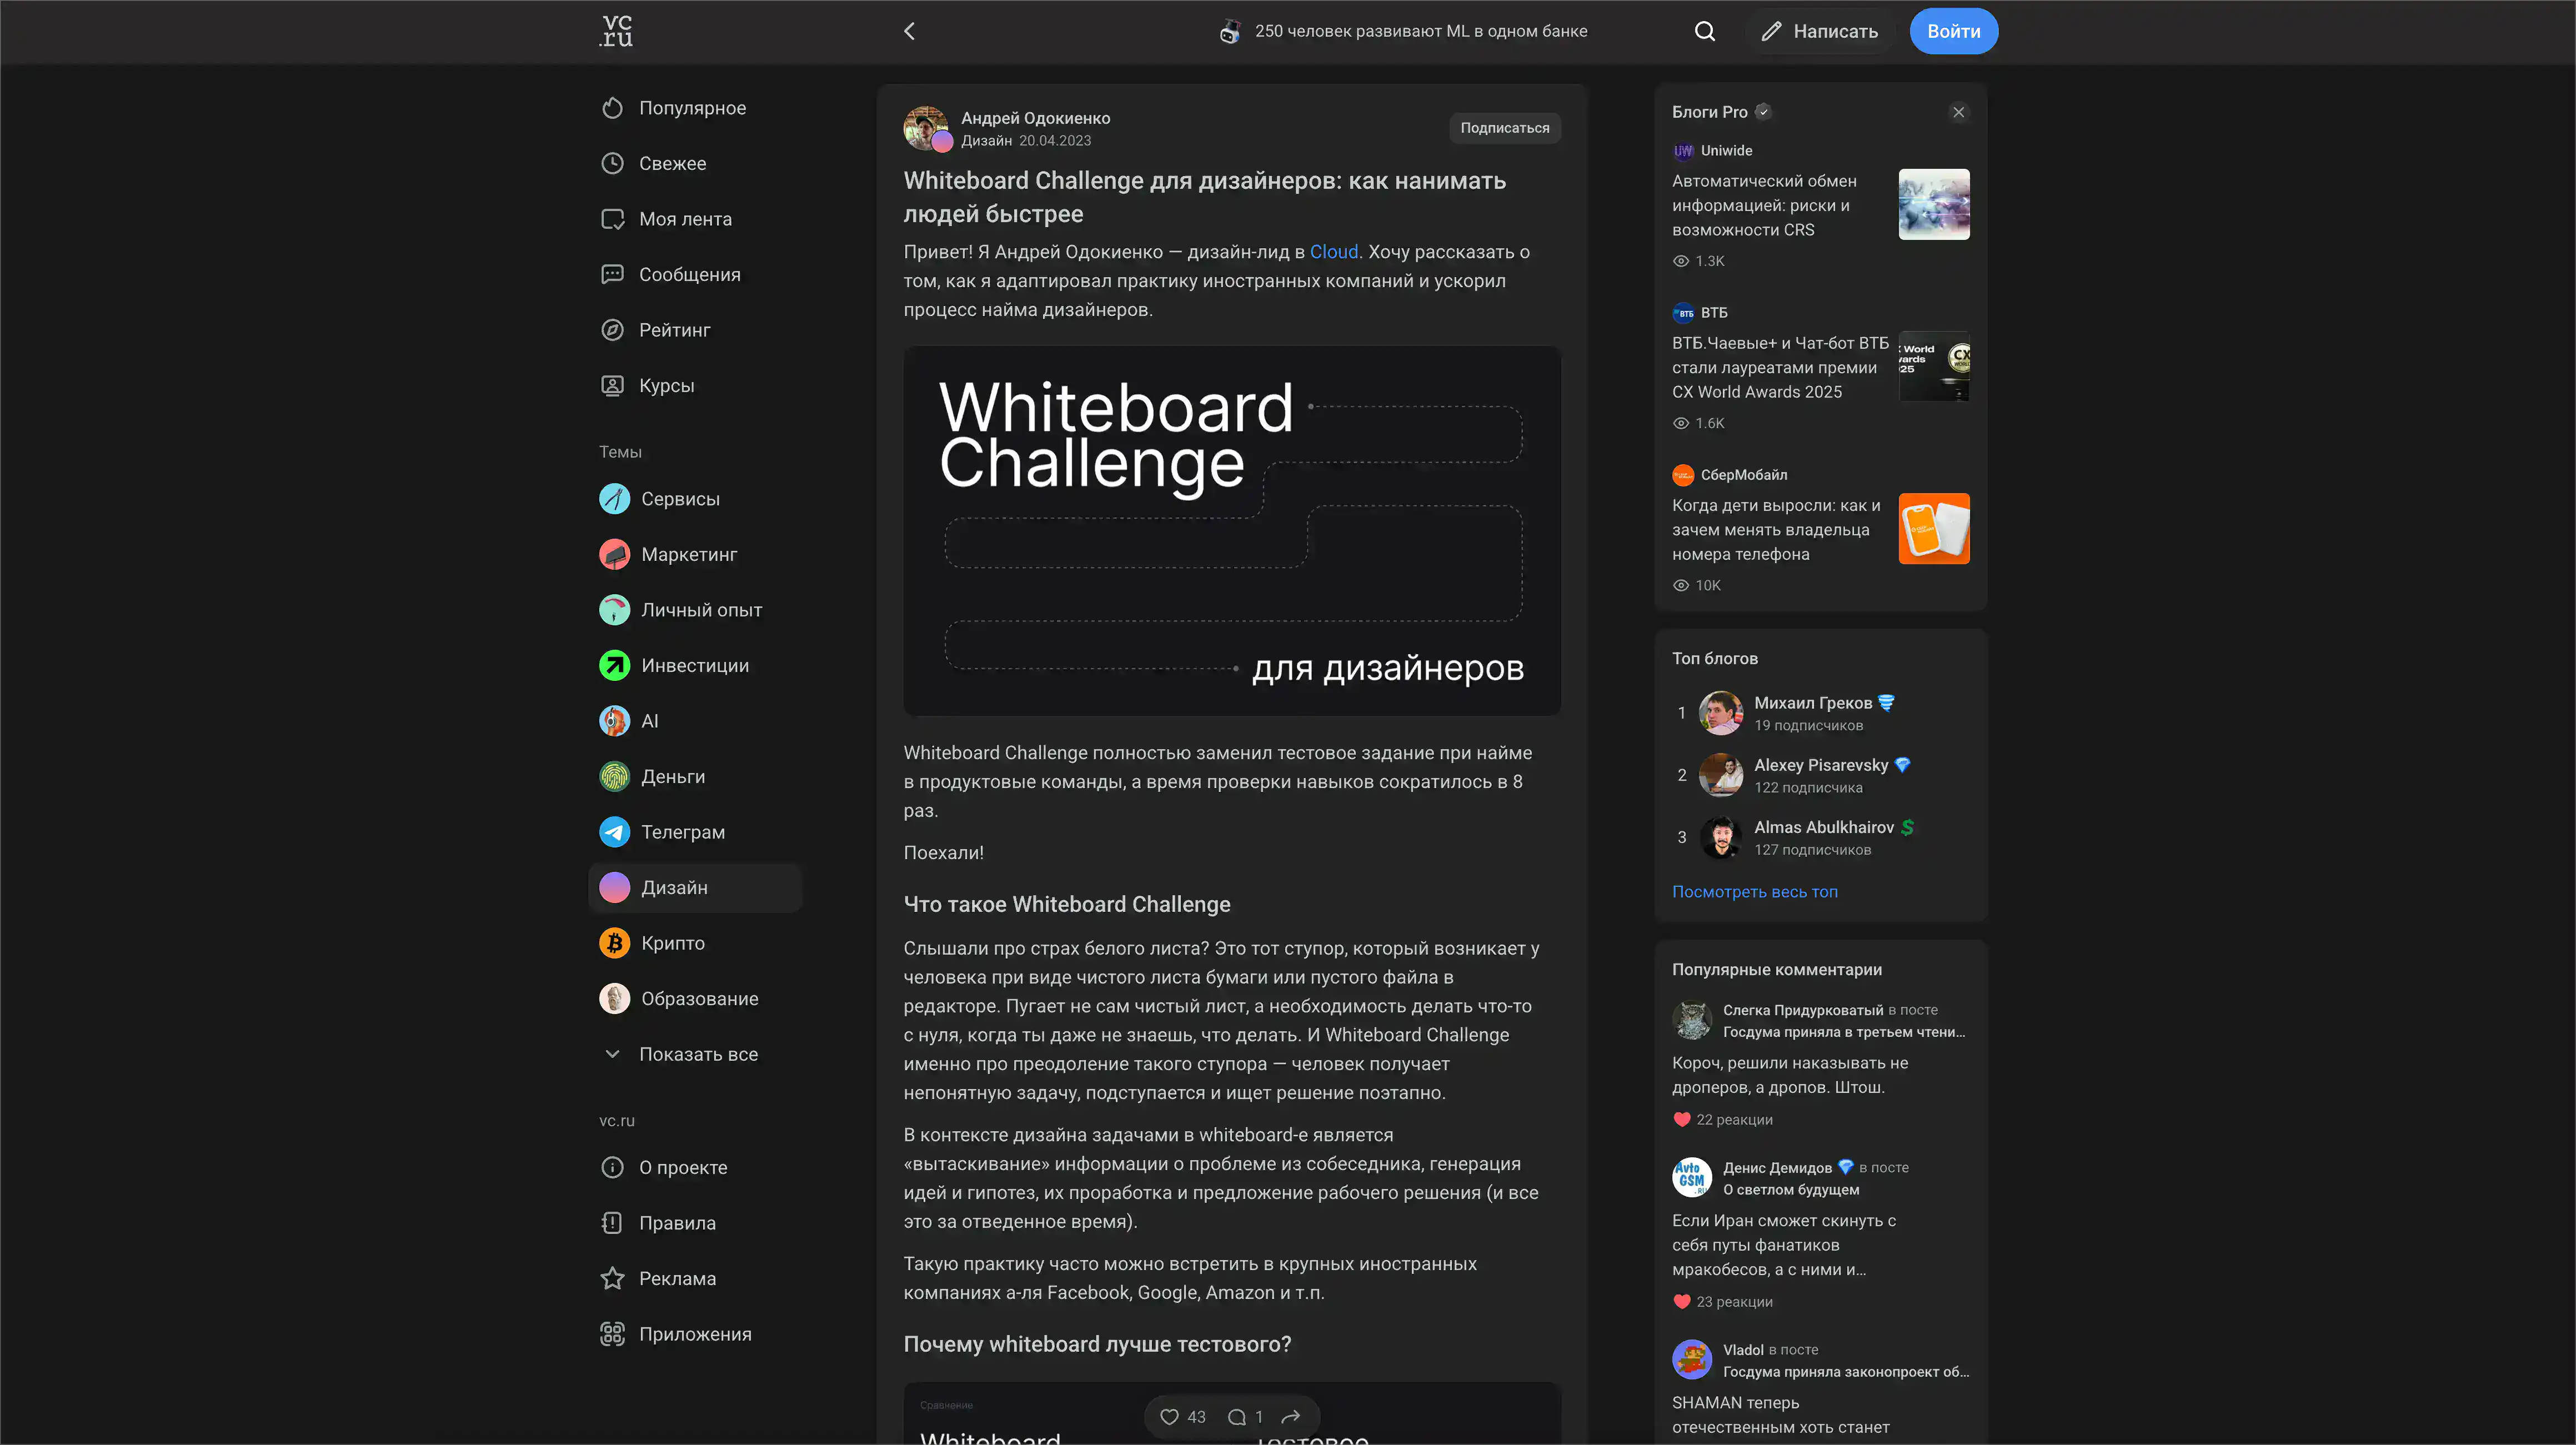 vc
.ru
250 человек развивают ML в одном банке
Написать
Войти
Популярное
Свежее
Моя лента
Сообщения
Рейтинг
Курсы
Темы
Сервисы
Маркетинг
Личный опыт
Инвестиции
AI
Деньги
Телеграм
Дизайн
Крипто
Образование
Показать все
vc.ru
О проекте
Правила
Реклама
Приложения
Андрей Одокиенко
Дизайн 20.04.2023
Подписаться
Whiteboard Challenge для дизайнеров: как нанимать
людей быстрее
Привет! Я Андрей Одокиенко — дизайн-лид в Cloud. Хочу рассказать о
том, как я адаптировал практику иностранных компаний и ускорил
процесс найма дизайнеров.
Whiteboard
Challenge
для дизайнеров
Whiteboard Challenge полностью заменил тестовое задание при найме
в продуктовые команды, а время проверки навыков сократилось в 8
раз.
Поехали!
Что такое Whiteboard Challenge
Слышали про страх белого листа? Это тот ступор, который возникает у
человека при виде чистого листа бумаги или пустого файла в
редакторе. Пугает не сам чистый лист, а необходимость делать что-то
с нуля, когда ты даже не знаешь, что делать. И Whiteboard Challenge
именно про преодоление такого ступора — человек получает
непонятную задачу, подступается и ищет решение поэтапно.
В контексте дизайна задачами в whiteboard-е является
«вытаскивание» информации о проблеме из собеседника, генерация
идей и гипотез, их проработка и предложение рабочего решения (и все
это за отведенное время).
Такую практику часто можно встретить в крупных иностранных
компаниях а-ля Facebook, Google, Amazon и т.п.
Почему whiteboard лучше тестового?
Сравнение
Whiteboard
тестовое
43 1
Блоги Pro
UW Uniwide
Автоматический обмен
информацией: риски и
возможности CRS
1.3K
ВТБ ВТБ
ВТБ.Чаевые+ и Чат-бот ВТБ
стали лауреатами премии
CX World Awards 2025
1.6K
СберМобайл
Когда дети выросли: как и
зачем менять владельца
номера телефона
10K
Топ блогов
1 Михаил Греков
19 подписчиков
2 Alexey Pisarevsky
122 подписчика
3 Almas Abulkhairov
127 подписчиков
Посмотреть весь топ
Популярные комментарии
Слегка Придурковатый в посте
Госдума приняла в третьем чтени...
Короч, решили наказывать не
дроперов, а дропов. Штош.
22 реакции
Avto
GSM
.RU
Денис Демидов в посте
О светлом будущем
Если Иран сможет скинуть с
себя путы фанатиков
мракобесов, а с ними и...
23 реакции
Vladol в посте
Госдума приняла законопроект об...
SHAMAN теперь
отечественным хоть станет